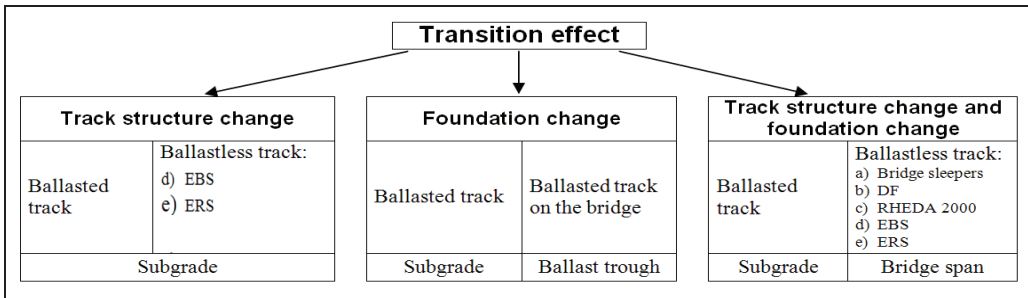 Transition effect
Track structure change
Ballasted
track
Ballastless track:
d) EBS
e) ERS
Subgrade
Foundation change
Ballasted track
Ballasted track
on the bridge
Subgrade
Ballast trough
Track structure change and
foundation change
Ballasted
track
Ballastless track:
a) Bridge sleepers
b) DF
c) RHEDA 2000
d) EBS
e) ERS
Subgrade
Bridge span